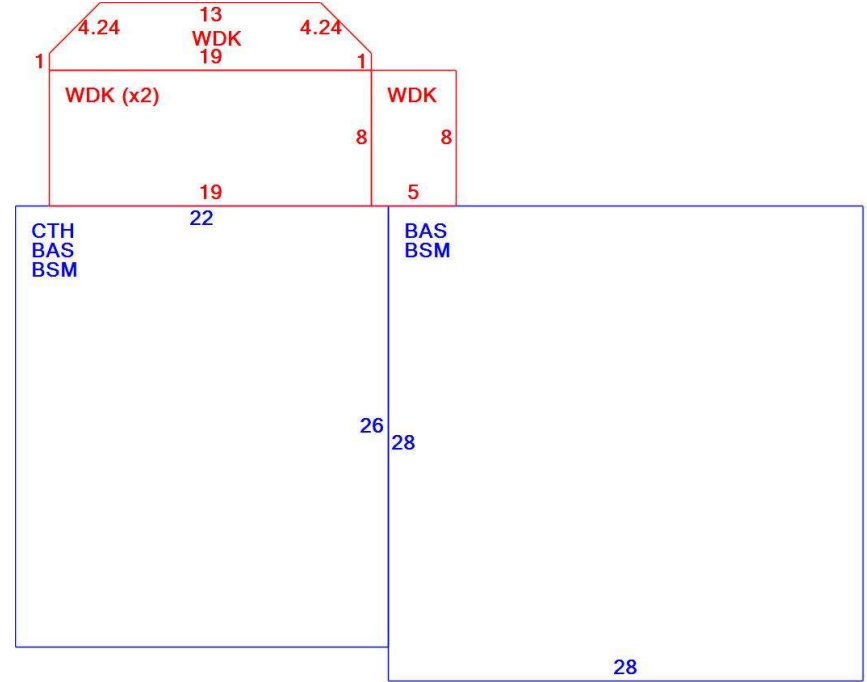 13
4.24 4.24
WDK
1 19 1
WDK (x2) WDK
8 8
19 5
22
CTH
BAS
BSM
BAS
BSM
26
28
28